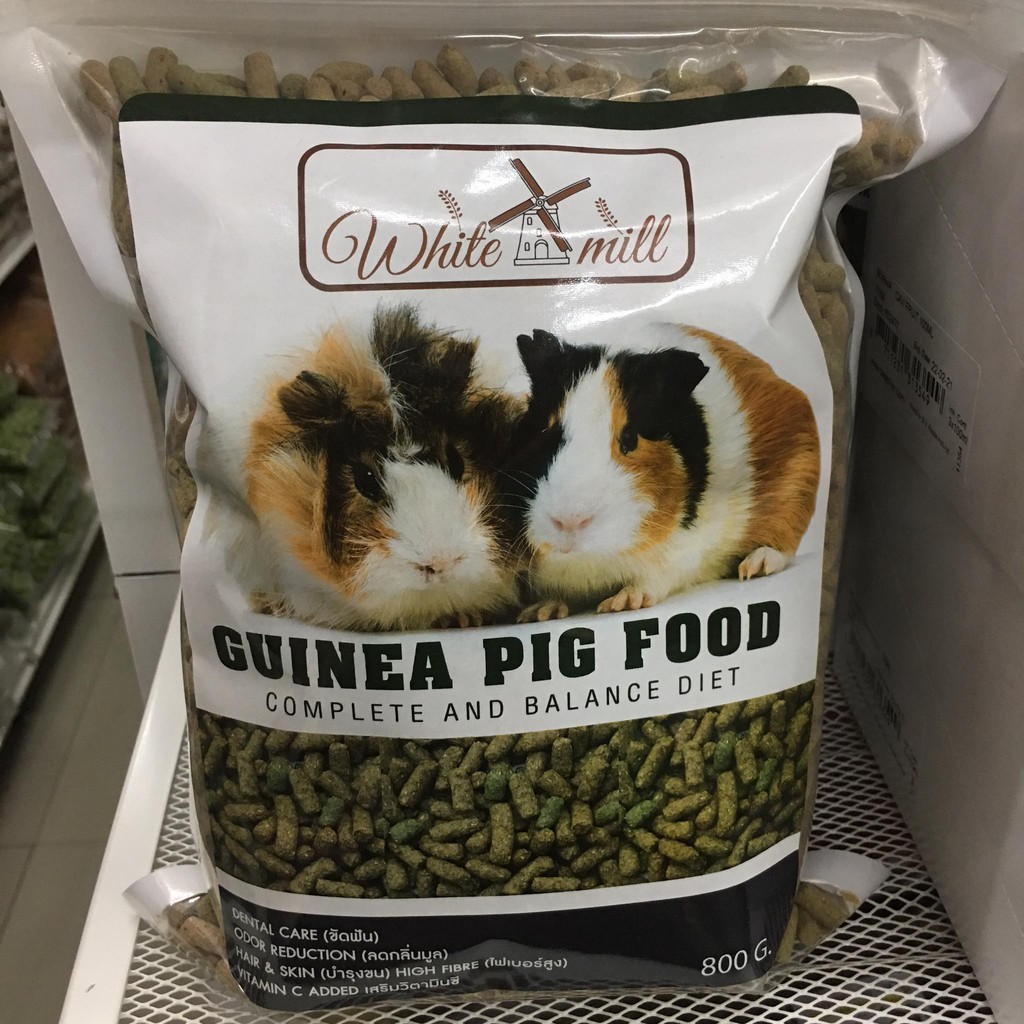 White mill
GUINEA PIG FOOD
COMPLETE AND BALANCE DIET
DENTAL CARE (ขัดฟัน)
ODOR REDUCTION (ลดกลิ่นมูล)
HAIR & SKIN (บำรุงขน) HIGH FIBRE (ไฟเบอร์สูง)
VITAMIN C ADDED เสริมวิตามินซี
800 G.